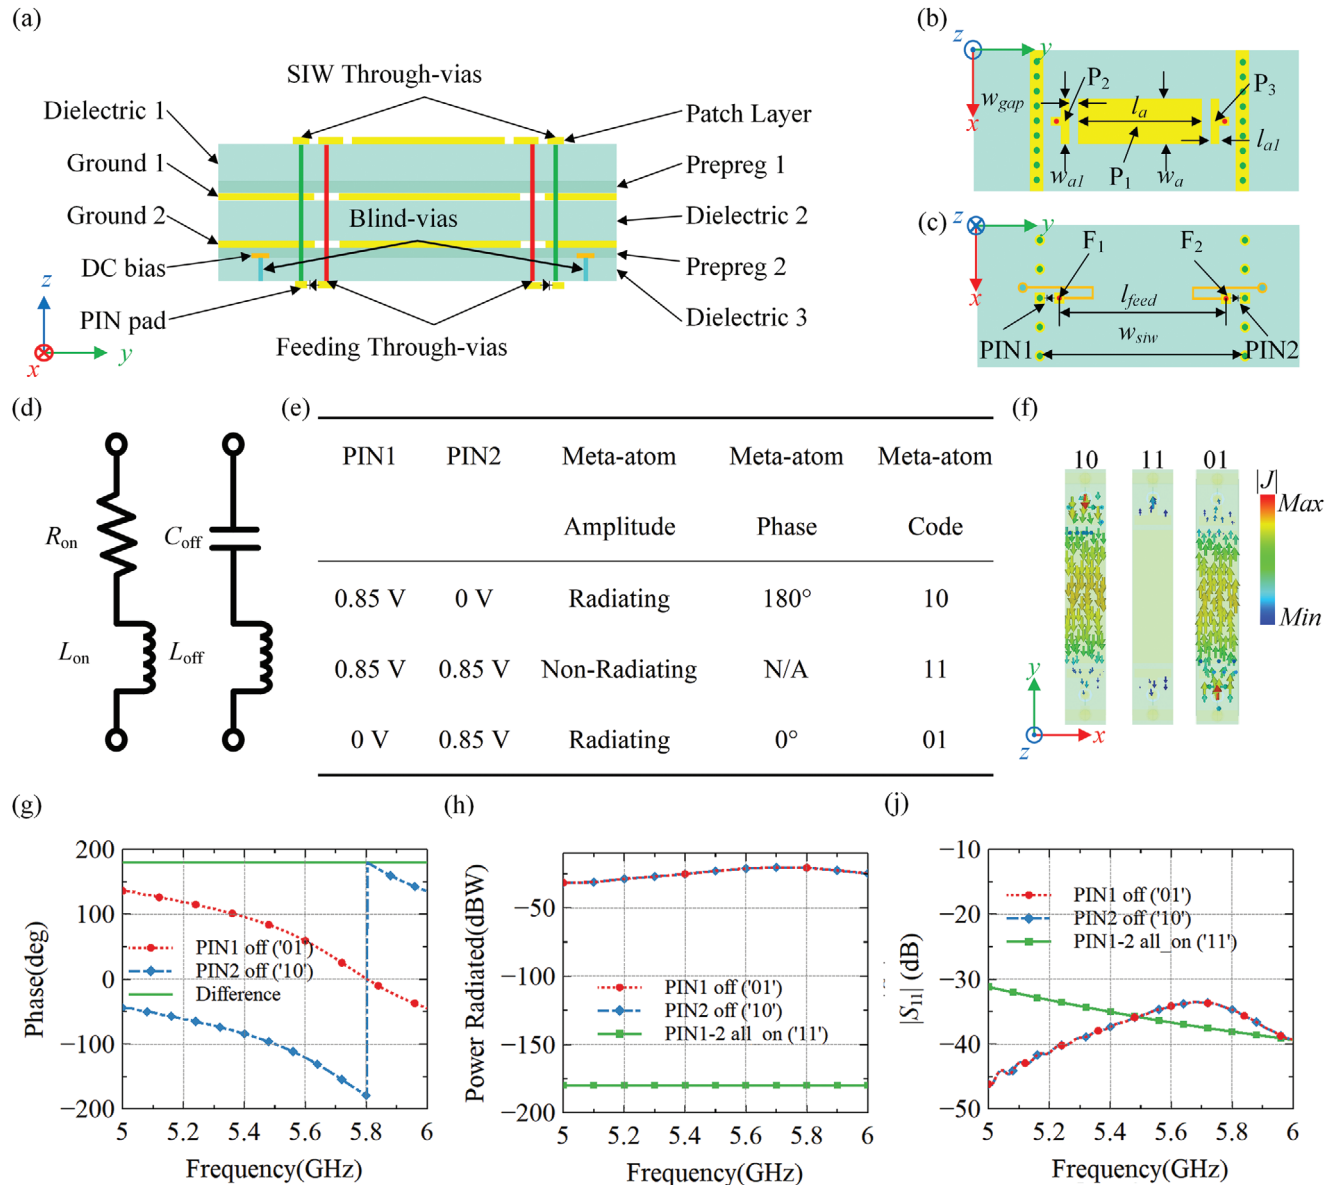 (a)
SIW Through-vias
Dielectric 1
Patch Layer
Ground 1
Prepreg 1
Ground 2
Blind-vias
Dielectric 2
DC bias
Prepreg 2
PIN pad
Dielectric 3
Feeding Through-vias
z
y
x
(b)
z
y
x
w_gap
P2
l_a
P3
w_a1
P1
w_a
l_a1
(c)
z
y
x
F1
F2
l_feed
w_siw
PIN1
PIN2
(d)
R_on
C_off
L_on
L_off
(e)
PIN1 PIN2 Meta-atom Meta-atom Meta-atom
Amplitude Phase Code
0.85 V 0 V Radiating 180° 10
0.85 V 0.85 V Non-Radiating N/A 11
0 V 0.85 V Radiating 0° 01
(f)
10 11 01
|J|
Max
Min
y
z
x
(g)
200
100
0
−100
−200
Phase(deg)
PIN1 off ('01')
PIN2 off ('10')
Difference
5 5.2 5.4 5.6 5.8 6
Frequency(GHz)
(h)
−50
−100
−150
−200
Power Radiated(dBW)
PIN1 off ('01')
PIN2 off ('10')
PIN1-2 all_on ('11')
5 5.2 5.4 5.6 5.8 6
Frequency(GHz)
(j)
−10
−20
−30
−40
−50
|S11| (dB)
PIN1 off ('01')
PIN2 off ('10')
PIN1-2 all_on ('11')
5 5.2 5.4 5.6 5.8 6
Frequency(GHz)